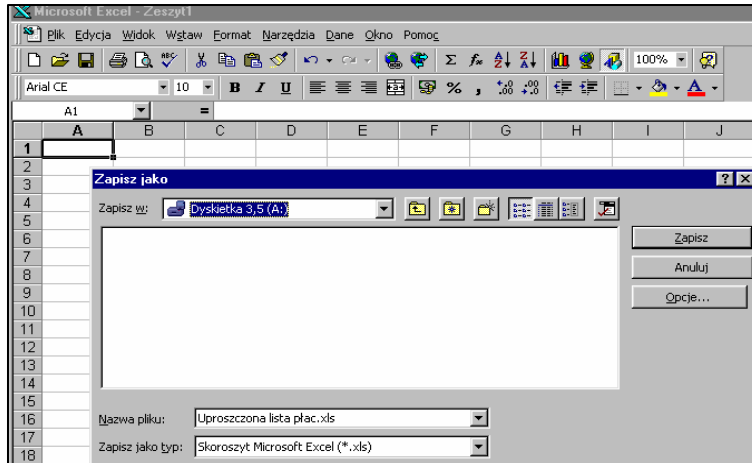 Microsoft Excel - Zeszyt1
Plik Edycja Widok Wstaw Format Narzędzia Dane Okno Pomoc
100%
Arial CE 10 B I U % ,
A1 =
A B C D E F G H I J
1
2
3
4
5
6
7
8
9
10
11
12
13
14
15
16
17
18
Zapisz jako
Zapisz w: Dyskietka 3,5 (A:)
Zapisz
Anuluj
Opcje...
Nazwa pliku: Uproszczona lista płac.xls
Zapisz jako typ: Skoroszyt Microsoft Excel (*.xls)